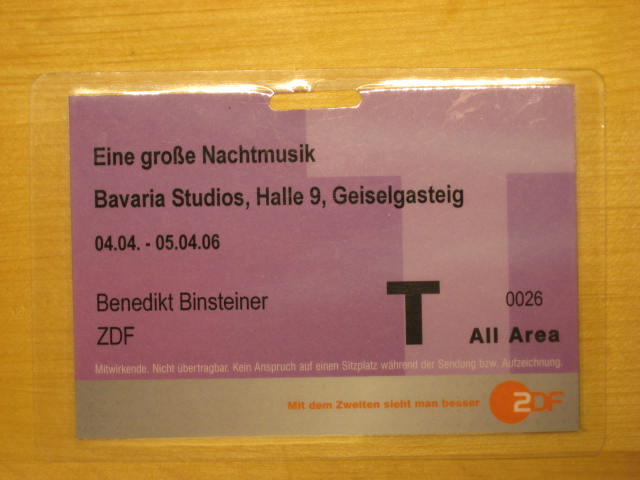 Eine große Nachtmusik
Bavaria Studios, Halle 9, Geiselgasteig
04.04. - 05.04.06
Benedikt Binsteiner
ZDF
T
0026
All Area
Mitwirkende. Nicht übertragbar. Kein Anspruch auf einen Sitzplatz während der Sendung bzw. Aufzeichnung.
Mit dem Zweiten sieht man besser
ZDF